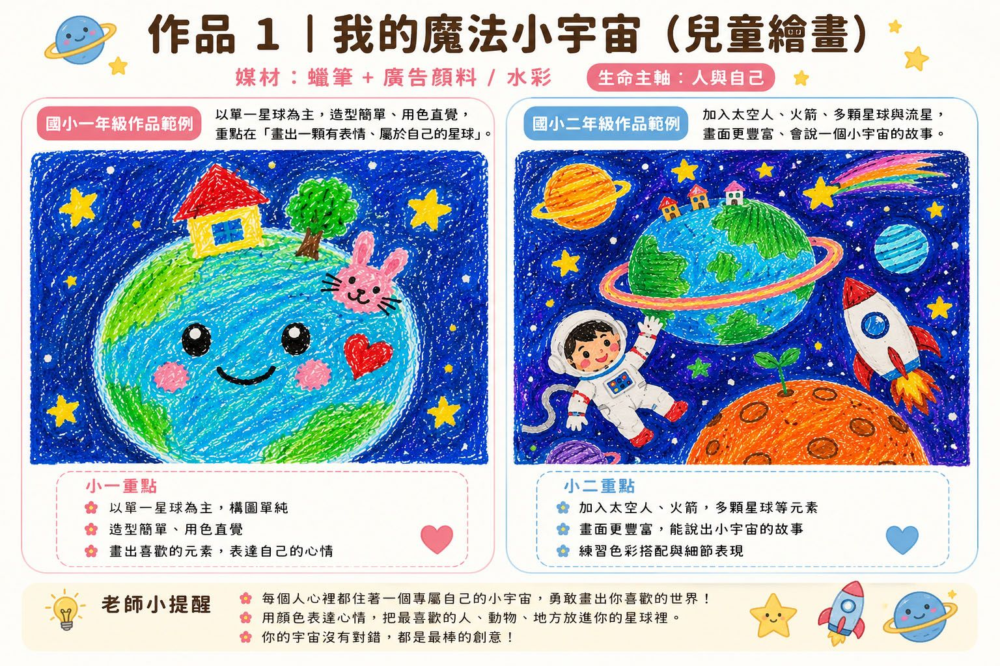 作品 1｜我的魔法小宇宙（兒童繪畫）
媒材：蠟筆 + 廣告顏料 / 水彩
生命主軸：人與自己
國小一年級作品範例
以單一星球為主，造型簡單、用色直覺，
重點在「畫出一顆有表情、屬於自己的星球」。
國小二年級作品範例
加入太空人、火箭、多顆星球與流星，
畫面更豐富、會說一個小宇宙的故事。
小一重點
以單一星球為主，構圖單純
造型簡單、用色直覺
畫出喜歡的元素，表達自己的心情
小二重點
加入太空人、火箭，多顆星球等元素
畫面更豐富，能說出小宇宙的故事
練習色彩搭配與細節表現
老師小提醒
每個人心裡都住著一個專屬自己的小宇宙，勇敢畫出你喜歡的世界！
用顏色表達心情，把最喜歡的人、動物、地方放進你的星球裡。
你的宇宙沒有對錯，都是最棒的創意！